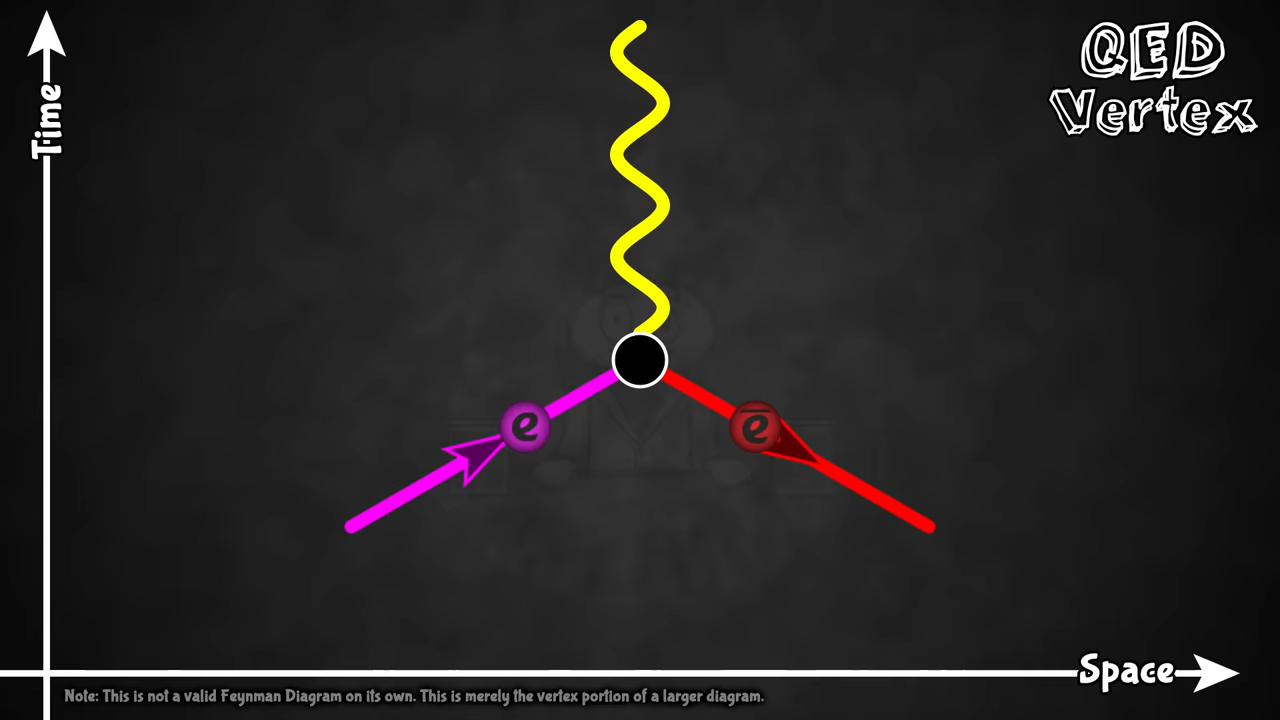 QED
Vertex
Time
e
e̅
Space
Note: This is not a valid Feynman Diagram on its own. This is merely the vertex portion of a larger diagram.